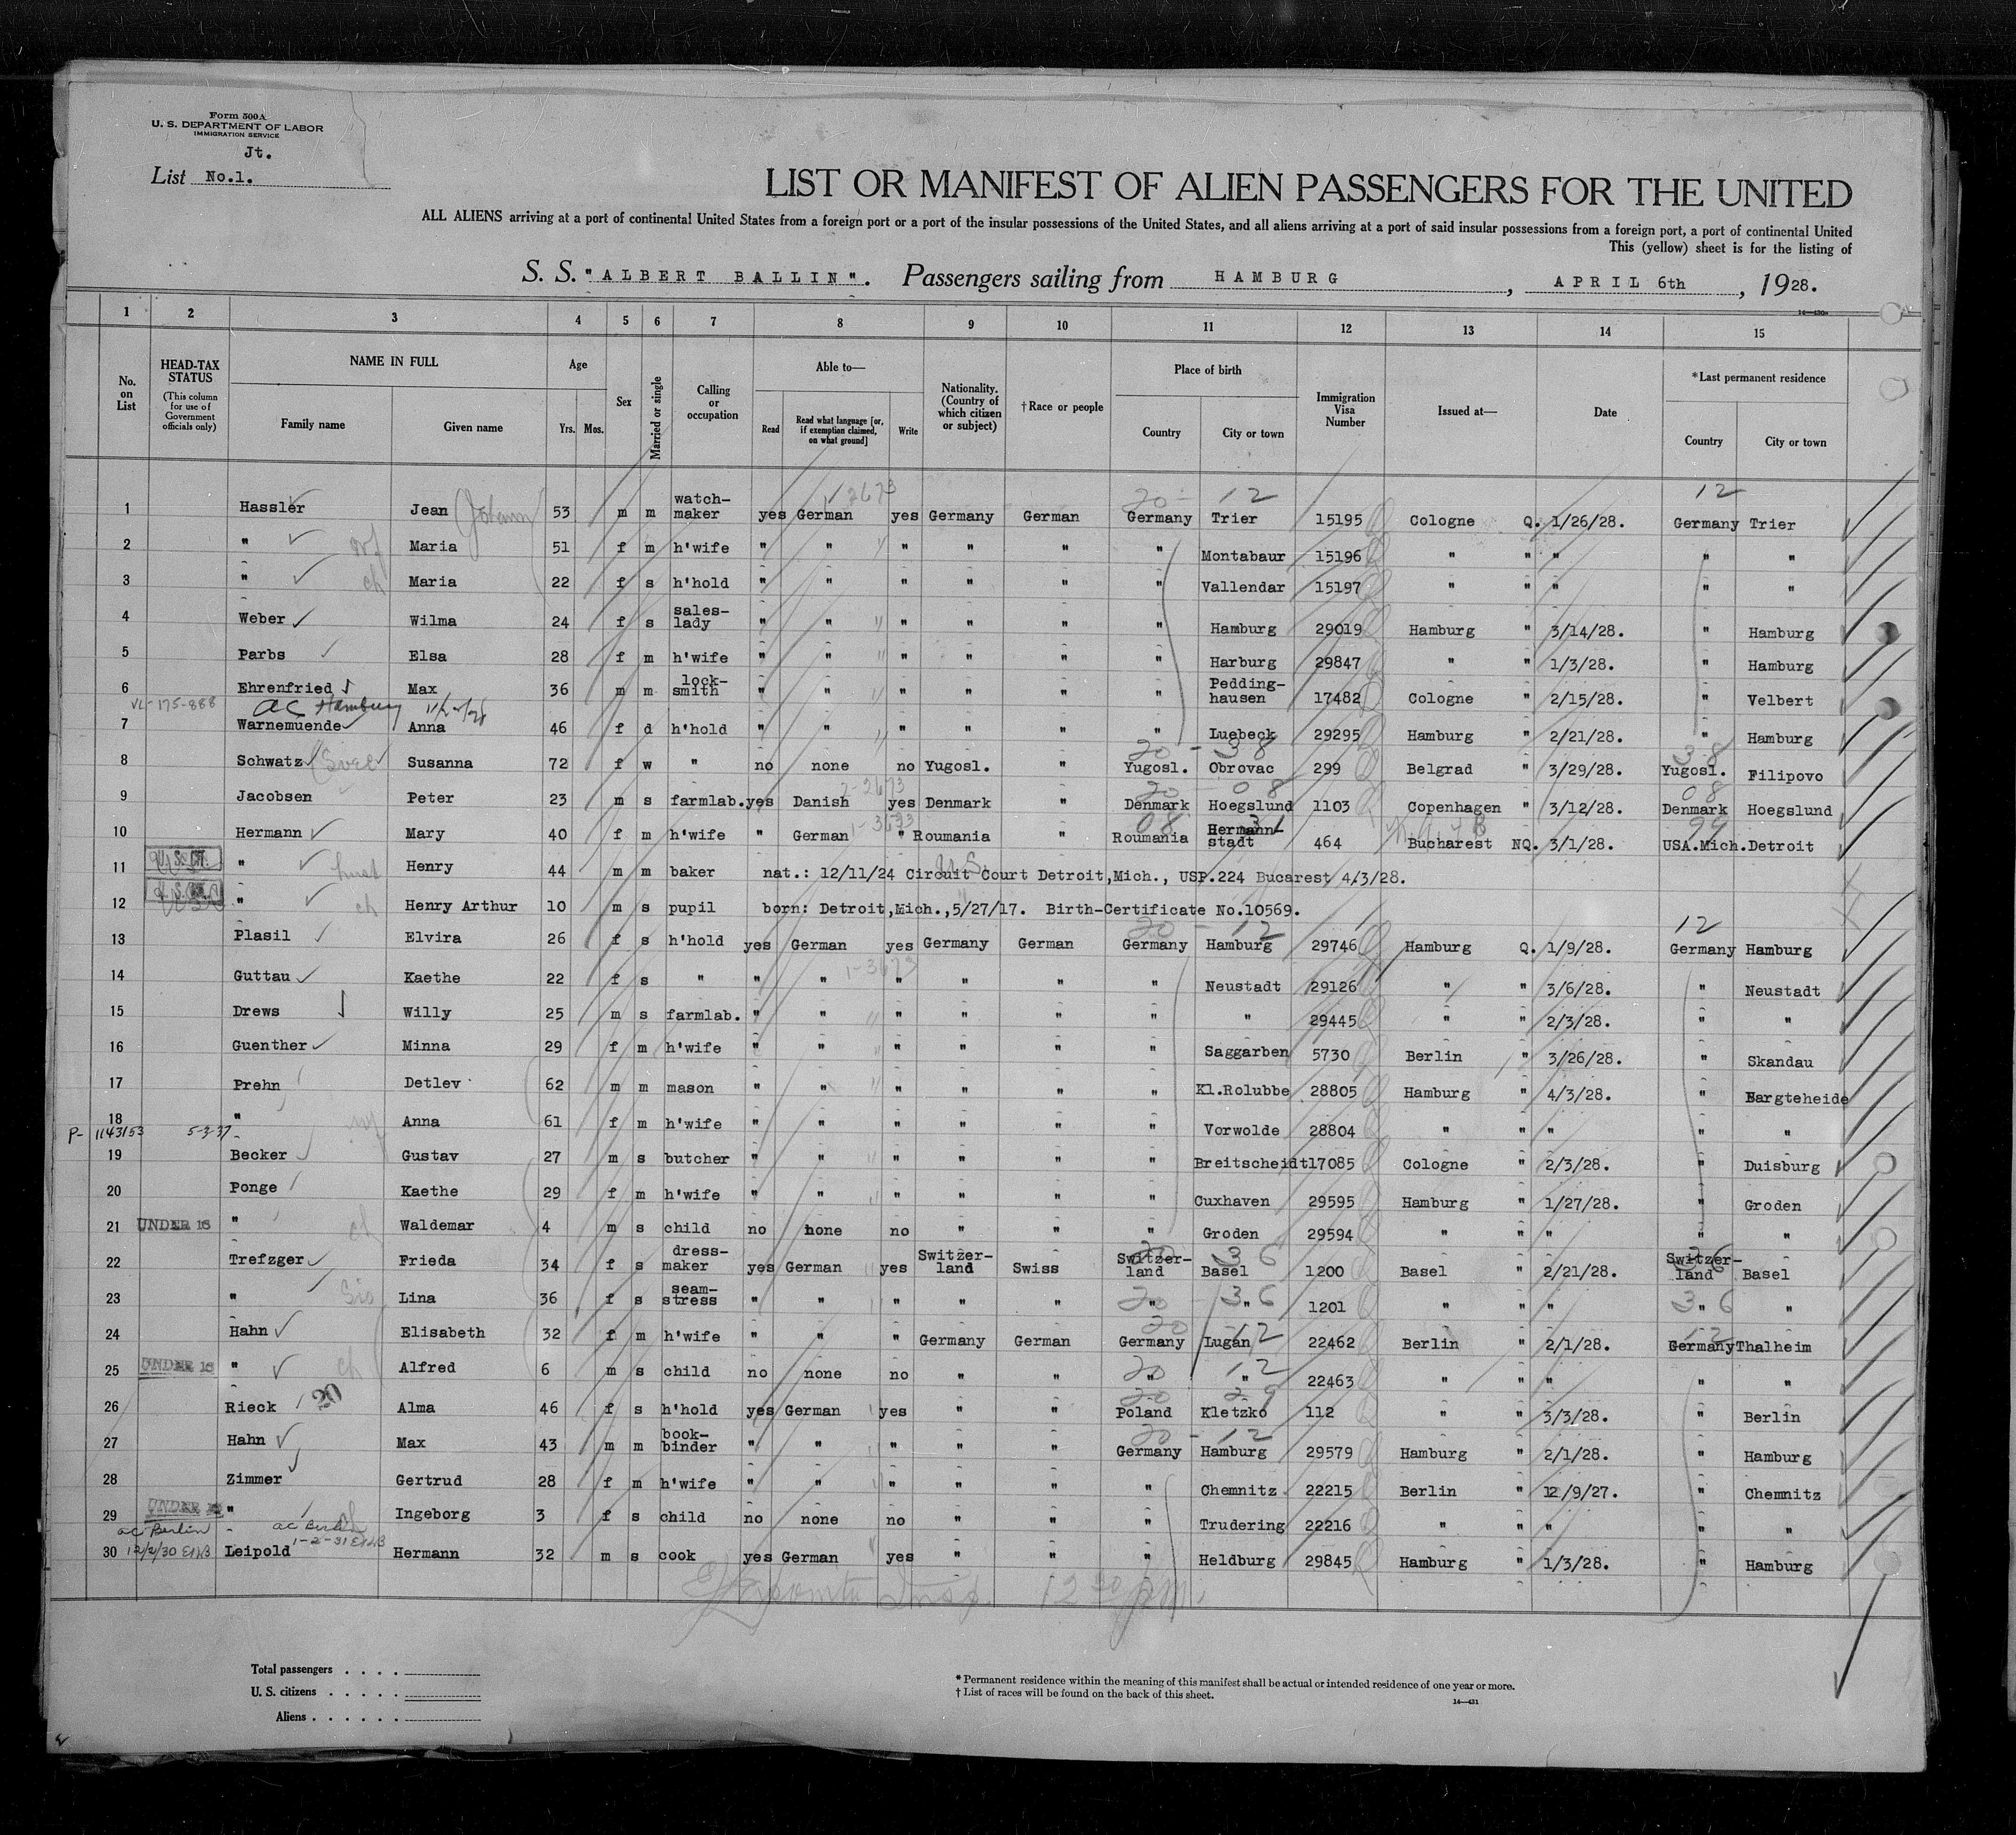 Form 500A
U. S. DEPARTMENT OF LABOR
IMMIGRATION SERVICE
Jt.
List No.1.
LIST OR MANIFEST OF ALIEN PASSENGERS FOR THE UNITED
ALL ALIENS arriving at a port of continental United States from a foreign port or a port of the insular possessions of the United States, and all aliens arriving at a port of said insular possessions from a foreign port, a port of continental United
This (yellow) sheet is for the listing of
S. S. "ALBERT BALLIN". Passengers sailing from HAMBURG, APRIL 6th, 1928.
14—430a
1 2 3 4 5 6 7 8 9 10 11 12 13 14 15
No. on List
HEAD-TAX STATUS (This column for use of Government officials only)
NAME IN FULL Family name Given name
Age Yrs. Mos.
Sex
Married or single
Calling or occupation
Able to— Read Read what language [or, if exemption claimed, on what ground] Write
Nationality. (Country of which citizen or subject)
†Race or people
Place of birth Country City or town
Immigration Visa Number
Issued at—
Date
*Last permanent residence Country City or town
1 Hassler Jean (Johann) 53 m m watch-maker yes German yes Germany German Germany Trier 15195 Cologne Q. 1/26/28. Germany Trier
2 " wf Maria 51 f m h'wife " " " " " " Montabaur 15196 " " " " "
3 " ch Maria 22 f s h'hold " " " " " " Vallendar 15197 " " " " "
4 Weber Wilma 24 f s sales-lady " " " " " " Hamburg 29019 Hamburg " 3/14/28. " Hamburg
5 Parbs Elsa 28 f m h'wife " " " " " " Harburg 29847 " " 1/3/28. " Hamburg
6 Ehrenfried Max 36 m m lock-smith " " " " " " Pedding-hausen 17482 Cologne " 2/15/28. " Velbert
VL-175-888 ac Hamburg
7 Warnemuende Anna 46 f d h'hold " " " " " " Luebeck 29295 Hamburg " 2/21/28. " Hamburg
8 Schwatz Susanna 72 f w " no none no Yugosl. " Yugosl. Obrovac 299 Belgrad " 3/29/28. Yugosl. Filipovo
9 Jacobsen Peter 23 m s farmlab. yes Danish yes Denmark " Denmark Hoegslund 1103 Copenhagen " 3/12/28. Denmark Hoegslund
10 Hermann Mary 40 f m h'wife " German " Roumania " Roumania Hermann-stadt 464 Bucharest NQ. 3/1/28. USA.Mich. Detroit
11 U.S. CIT. " husb Henry 44 m m baker nat.: 12/11/24 Circuit Court Detroit,Mich., USP.224 Bucarest 4/3/28.
12 " ch Henry Arthur 10 m s pupil born: Detroit,Mich.,5/27/17. Birth-Certificate No.10569.
13 Plasil Elvira 26 f s h'hold yes German yes Germany German Germany Hamburg 29746 Hamburg Q. 1/9/28. Germany Hamburg
14 Guttau Kaethe 22 f s " " " " " " " Neustadt 29126 " " 3/6/28. " Neustadt
15 Drews Willy 25 m s farmlab. " " " " " " " 29445 " " 2/3/28. " "
16 Guenther Minna 29 f m h'wife " " " " " " Saggarben 5730 Berlin " 3/26/28. " Skandau
17 Prehn Detlev 62 m m mason " " " " " " Kl.Rolubbe 28805 Hamburg " 4/3/28. " Bargteheide
18 " wf Anna 61 f m h'wife " " " " " " Vorwolde 28804 " " " " "
P- 1143153 5-3-37
19 Becker Gustav 27 m s butcher " " " " " " Breitscheidt 17085 Cologne " 2/3/28. " Duisburg
20 Ponge Kaethe 29 f m h'wife " " " " " " Cuxhaven 29595 Hamburg " 1/27/28. " Groden
21 UNDER 16 " ch Waldemar 4 m s child no none no " " " Groden 29594 " " " " "
22 Trefzger Frieda 34 f s dress-maker yes German yes Switzer-land Swiss Switzer-land Basel 1200 Basel " 2/21/28. Switzer-land Basel
23 " Sis Lina 36 f s seam-stress " " " " " " " 1201 " " " " "
24 Hahn Elisabeth 32 f m h'wife " " " Germany German Germany Lugan 22462 Berlin " 2/1/28. Germany Thalheim
25 UNDER 16 " ch Alfred 6 m s child no none no " " " " 22463 " " " " "
26 Rieck 20 Alma 46 f s h'hold yes German yes " " Poland Kletzko 112 " " 3/3/28. " Berlin
27 Hahn Max 43 m m book-binder " " " " " Germany Hamburg 29579 Hamburg " 2/1/28. " Hamburg
28 Zimmer Gertrud 28 f m h'wife " " " " " " Chemnitz 22215 Berlin " 12/9/27. " Chemnitz
29 UNDER 16 " ch Ingeborg 3 f s child no none no " " " Trudering 22216 " " " " "
ac Berlin ac Berlin
30 Leipold Hermann 32 m s cook yes German yes " " " Heldburg 29845 Hamburg " 1/3/28. " Hamburg
Total passengers . . . .
U. S. citizens . . . . .
Aliens . . . . . .
* Permanent residence within the meaning of this manifest shall be actual or intended residence of one year or more.
† List of races will be found on the back of this sheet.
14—431